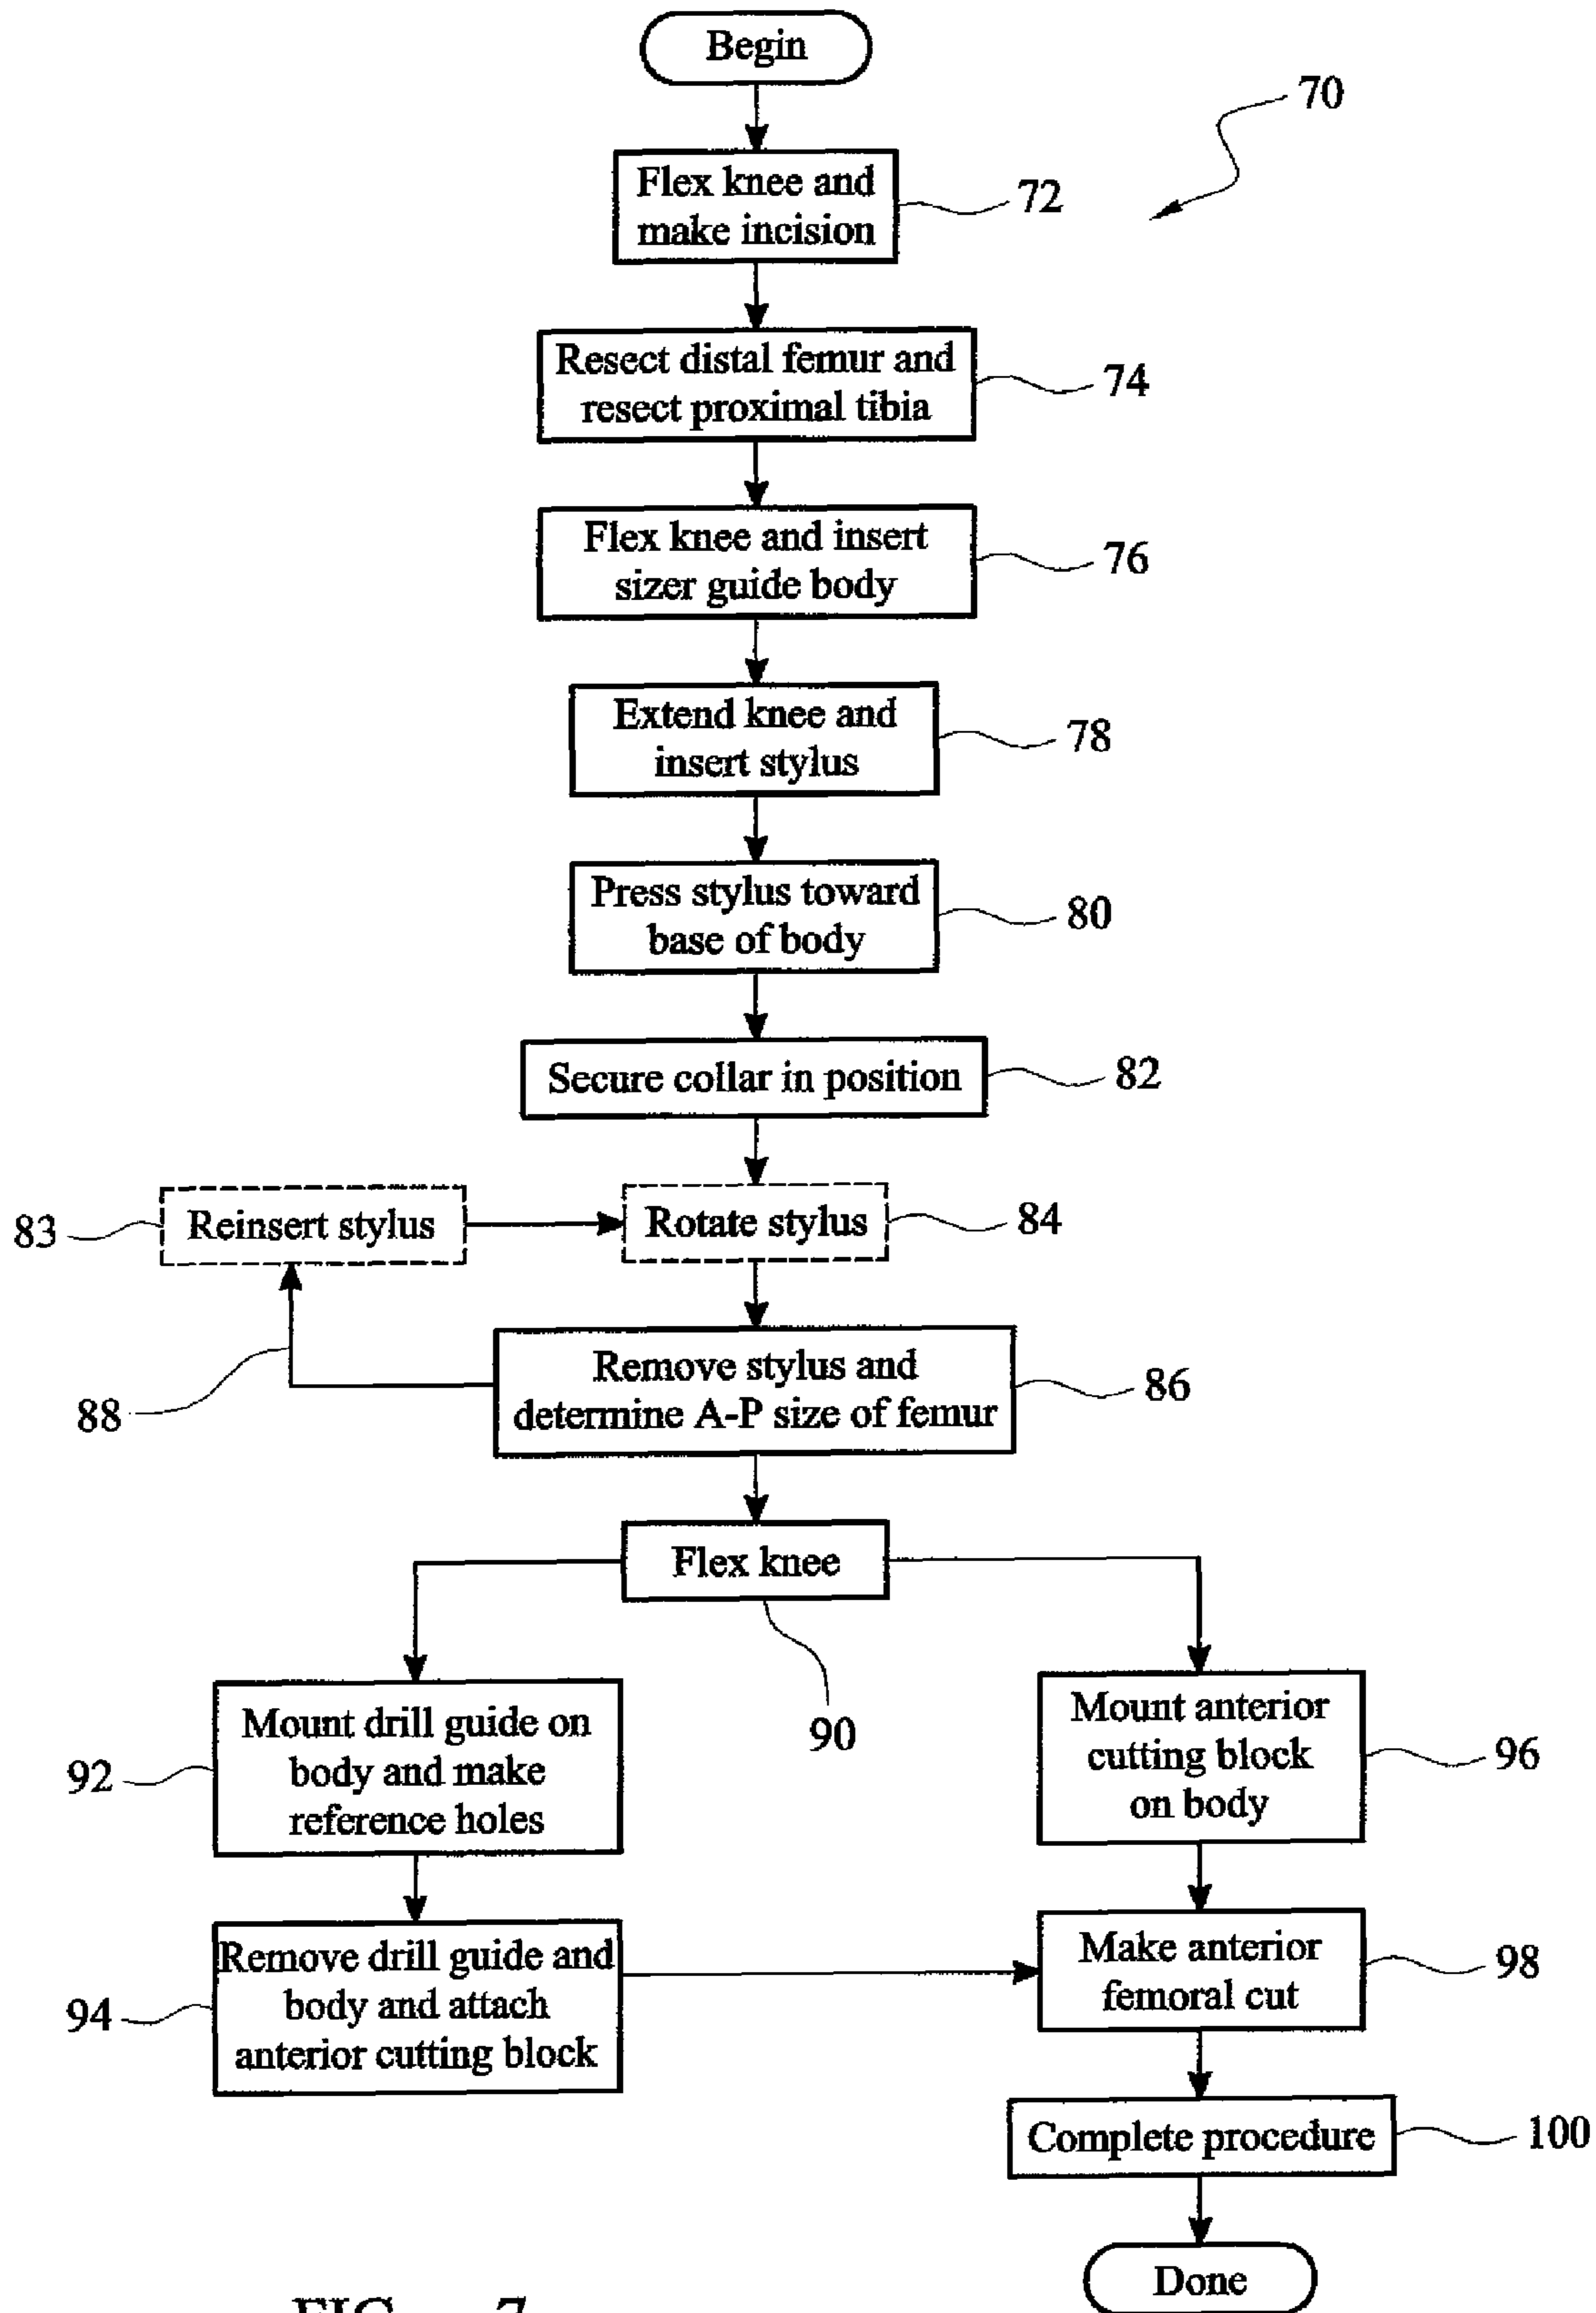 Begin
70
Flex knee and
make incision
72
Resect distal femur and
resect proximal tibia
74
Flex knee and insert
sizer guide body
76
Extend knee and
insert stylus
78
Press stylus toward
base of body
80
Secure collar in position
82
83
Reinsert stylus
Rotate stylus
84
Remove stylus and
determine A-P size of femur
86
88
Flex knee
90
Mount drill guide on
body and make
reference holes
92
Mount anterior
cutting block
on body
96
Remove drill guide and
body and attach
anterior cutting block
94
Make anterior
femoral cut
98
Complete procedure
100
Done
FIG. 7